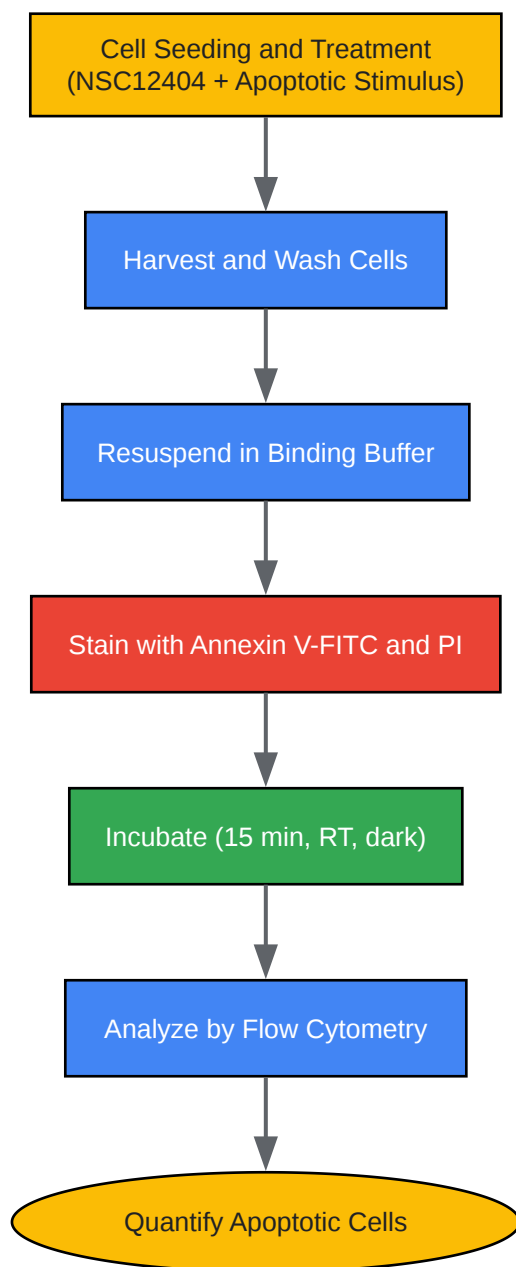 Cell Seeding and Treatment
(NSC12404 + Apoptotic Stimulus)
Harvest and Wash Cells
Resuspend in Binding Buffer
Stain with Annexin V-FITC and PI
Incubate (15 min, RT, dark)
Analyze by Flow Cytometry
Quantify Apoptotic Cells